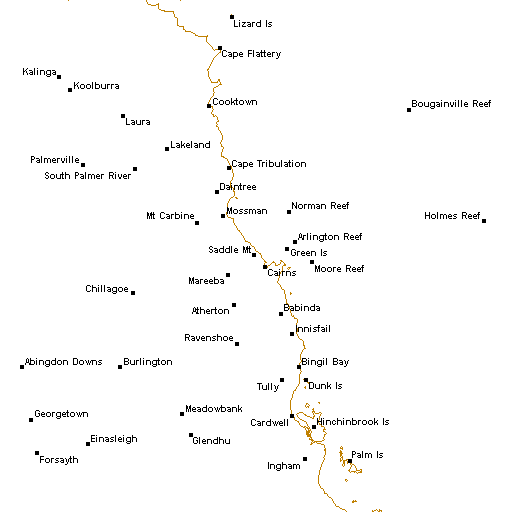 Lizard Is
Cape Flattery
Kalinga
Koolburra
Cooktown
Bougainville Reef
Laura
Lakeland
Palmerville
Cape Tribulation
South Palmer River
Daintree
Norman Reef
Mt Carbine
Mossman
Holmes Reef
Arlington Reef
Saddle Mt
Green Is
Moore Reef
Cairns
Mareeba
Chillagoe
Atherton
Babinda
Innisfail
Ravenshoe
Abingdon Downs
Burlington
Bingil Bay
Tully
Dunk Is
Georgetown
Meadowbank
Cardwell
Hinchinbrook Is
Einasleigh
Glendhu
Forsayth
Palm Is
Ingham